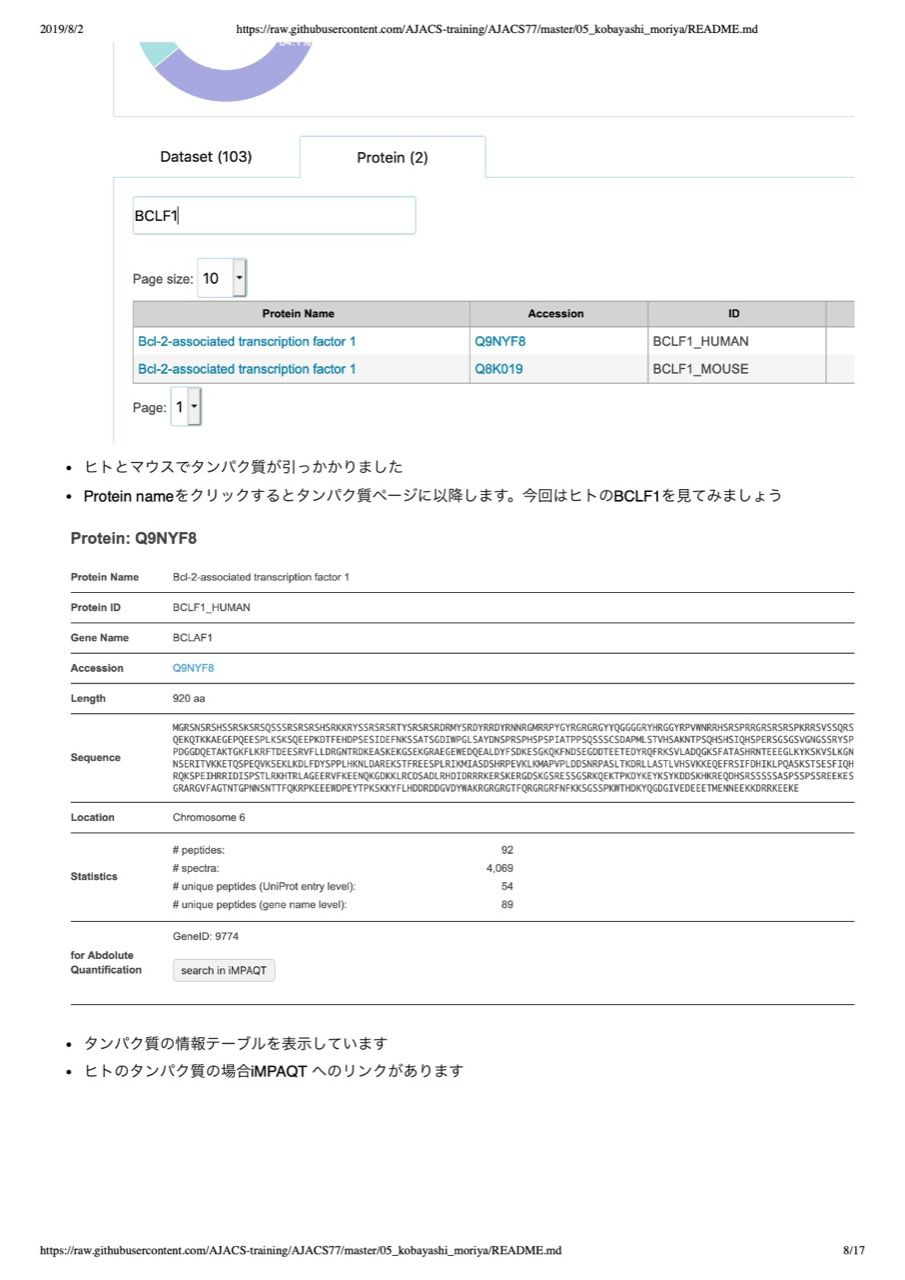 2019/8/2 https://raw.githubusercontent.com/AJACS-training/AJACS77/master/05_kobayashi_moriya/README.md
Dataset (103) Protein (2)
BCLF1
Page size: 10
Protein Name Accession ID
Bcl-2-associated transcription factor 1 Q9NYF8 BCLF1_HUMAN
Bcl-2-associated transcription factor 1 Q8K019 BCLF1_MOUSE
Page: 1
• ヒトとマウスでタンパク質が引っかかりました
• Protein nameをクリックするとタンパク質ページに以降します。今回はヒトのBCLF1を見てみましょう
Protein: Q9NYF8
Protein Name Bcl-2-associated transcription factor 1
Protein ID BCLF1_HUMAN
Gene Name BCLAF1
Accession Q9NYF8
Length 920 aa
Sequence
Location Chromosome 6
Statistics
# peptides: 92
# spectra: 4,069
# unique peptides (UniProt entry level): 54
# unique peptides (gene name level): 89
for Abdolute
Quantification
GeneID: 9774
search in iMPAQT
• タンパク質の情報テーブルを表示しています
• ヒトのタンパク質の場合iMPAQT へのリンクがあります
https://raw.githubusercontent.com/AJACS-training/AJACS77/master/05_kobayashi_moriya/README.md 8/17